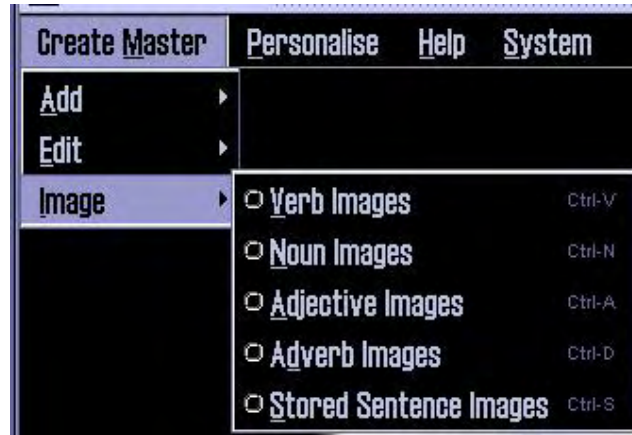 Create Master Personalise Help System
Add
Edit
Image
Verb Images Ctrl-V
Noun Images Ctrl-N
Adjective Images Ctrl-A
Adverb Images Ctrl-D
Stored Sentence Images Ctrl-S